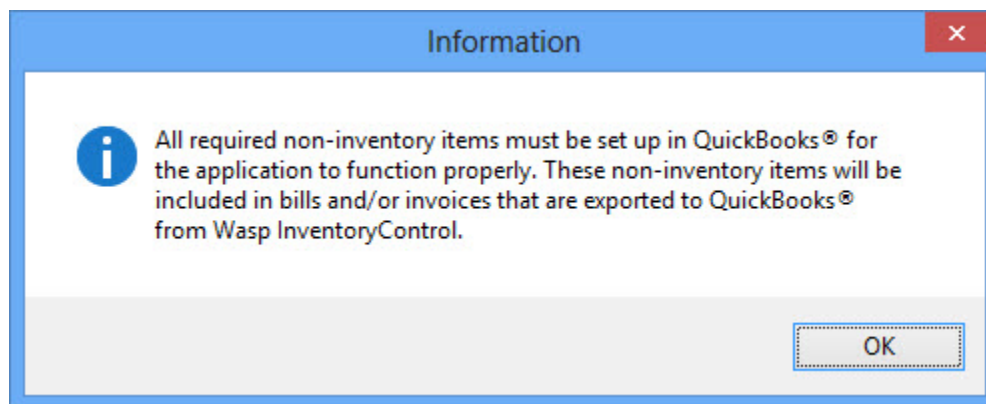 Information
All required non-inventory items must be set up in QuickBooks® for
the application to function properly. These non-inventory items will be
included in bills and/or invoices that are exported to QuickBooks®
from Wasp InventoryControl.
OK